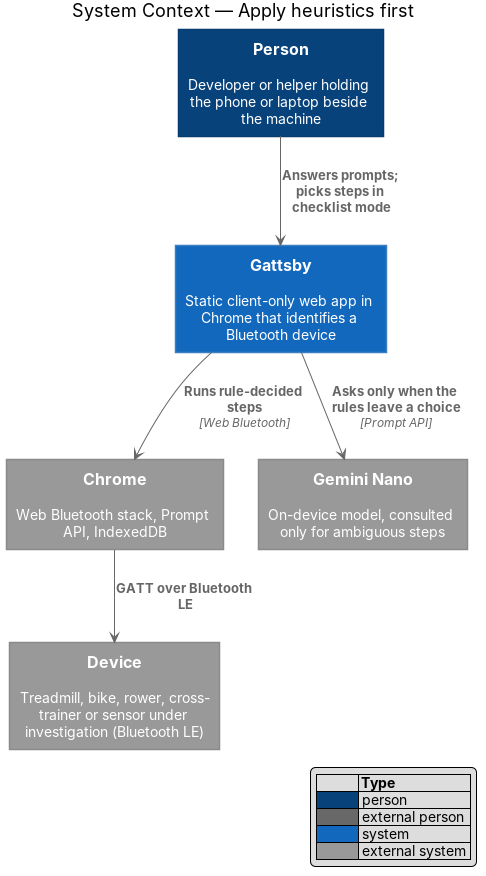 System Context — Apply heuristics first
Person
Developer or helper holding
the phone or laptop beside
the machine
Answers prompts;
picks steps in
checklist mode
Gattsby
Static client-only web app in
Chrome that identifies a
Bluetooth device
Runs rule-decided
steps
[Web Bluetooth]
Asks only when the
rules leave a choice
[Prompt API]
Chrome
Web Bluetooth stack, Prompt
API, IndexedDB
Gemini Nano
On-device model, consulted
only for ambiguous steps
GATT over Bluetooth
LE
Device
Treadmill, bike, rower, cross-
trainer or sensor under
investigation (Bluetooth LE)
Type
person
external person
system
external system